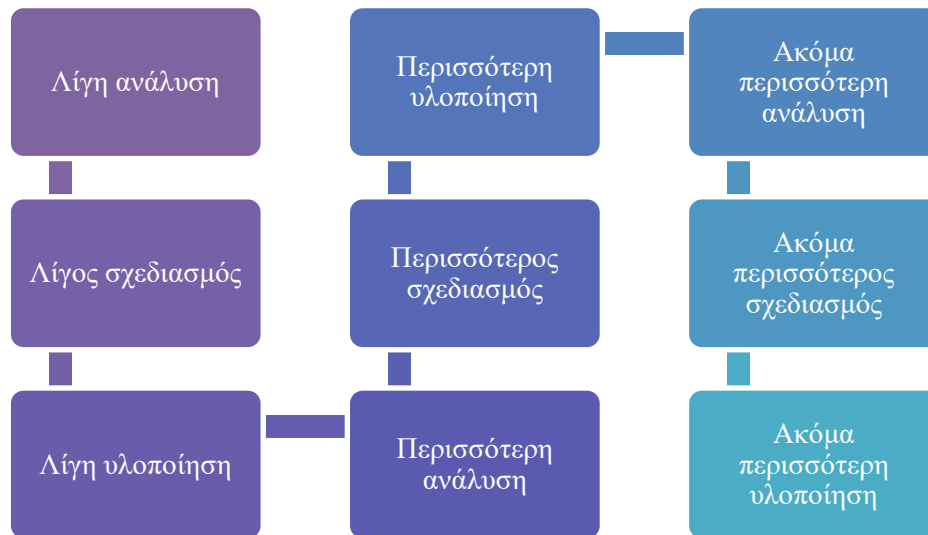 Λίγη ανάλυση
Λίγος σχεδιασμός
Λίγη υλοποίηση
Περισσότερη
ανάλυση
Περισσότερος
σχεδιασμός
Περισσότερη
υλοποίηση
Ακόμα
περισσότερη
ανάλυση
Ακόμα
περισσότερος
σχεδιασμός
Ακόμα
περισσότερη
υλοποίηση